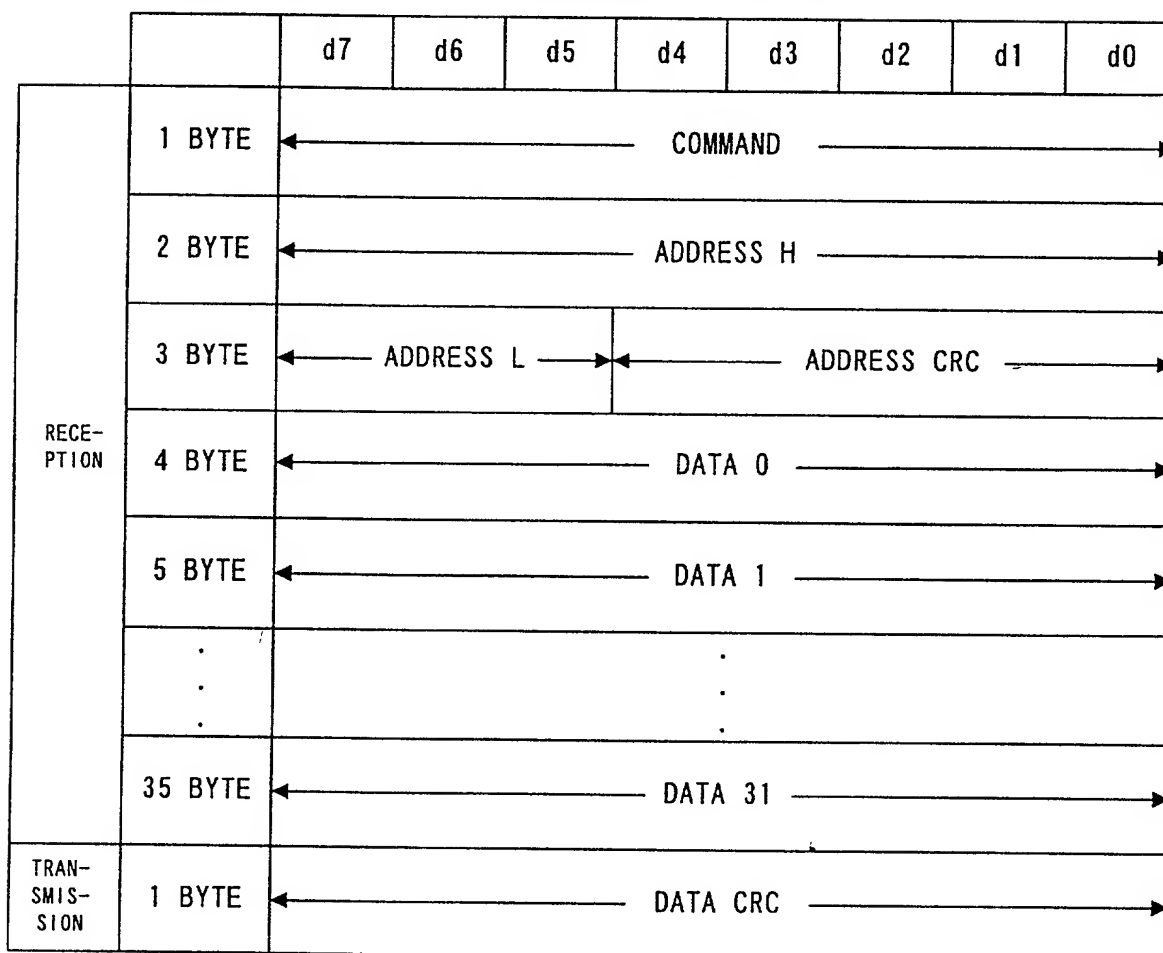 d7 d6 d5 d4 d3 d2 d1 d0
1 BYTE COMMAND
2 BYTE ADDRESS H
3 BYTE ADDRESS L ADDRESS CRC
RECE-
PTION
4 BYTE DATA 0
5 BYTE DATA 1
35 BYTE DATA 31
TRAN-
SMIS-
SION
1 BYTE DATA CRC